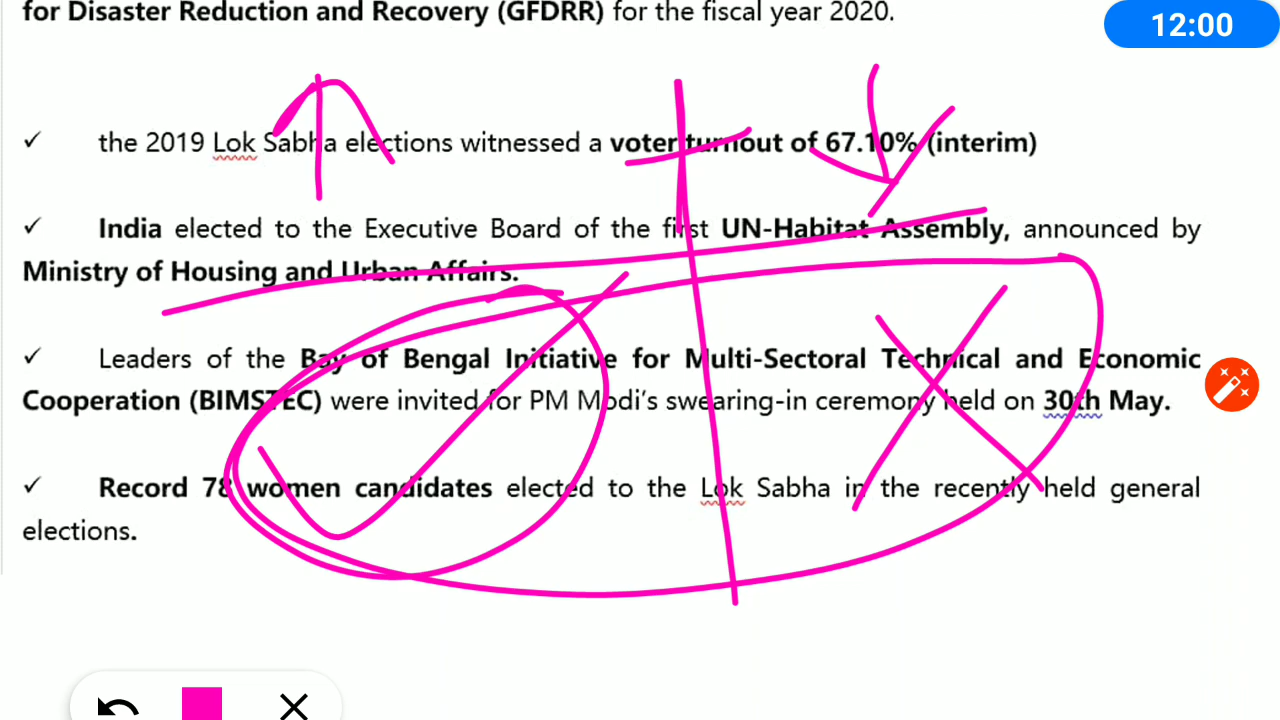 for Disaster Reduction and Recovery (GFDRR) for the fiscal year 2020.
12:00
✓ the 2019 Lok Sabha elections witnessed a voter turnout of 67.10% (interim)
✓ India elected to the Executive Board of the first UN-Habitat Assembly, announced by
Ministry of Housing and Urban Affairs.
✓ Leaders of the Bay of Bengal Initiative for Multi-Sectoral Technical and Economic
Cooperation (BIMSTEC) were invited for PM Modi's swearing-in ceremony held on 30th May.
✓ Record 78 women candidates elected to the Lok Sabha in the recently held general
elections.